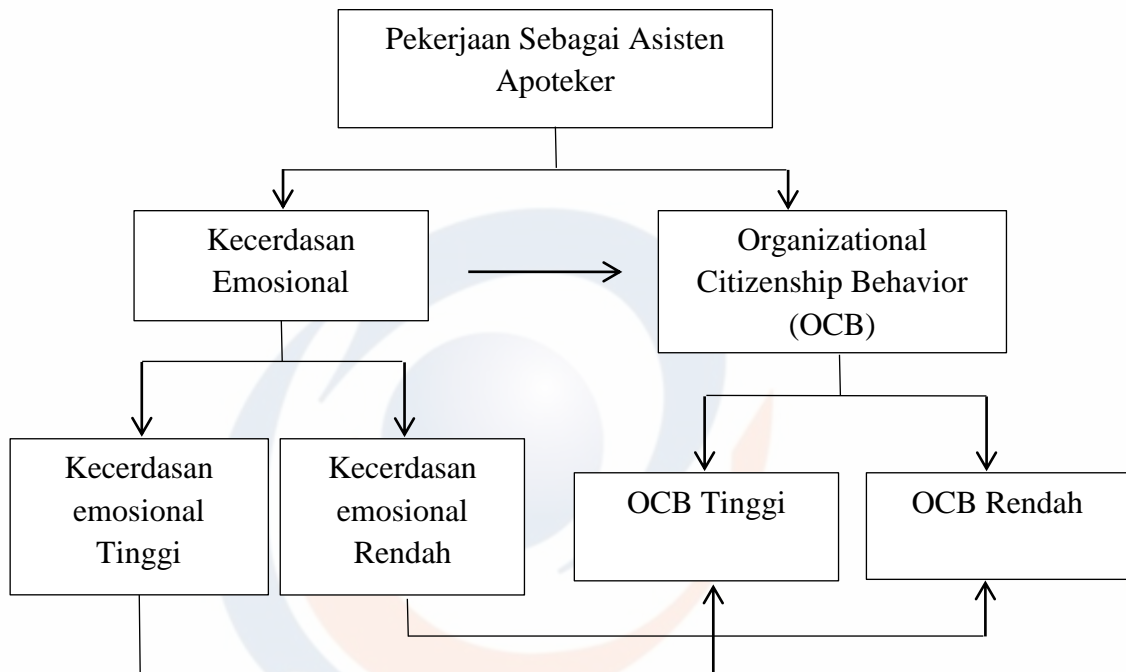 Pekerjaan Sebagai Asisten
Apoteker
Kecerdasan
Emosional
Organizational
Citizenship Behavior
(OCB)
Kecerdasan
emosional
Tinggi
Kecerdasan
emosional
Rendah
OCB Tinggi
OCB Rendah